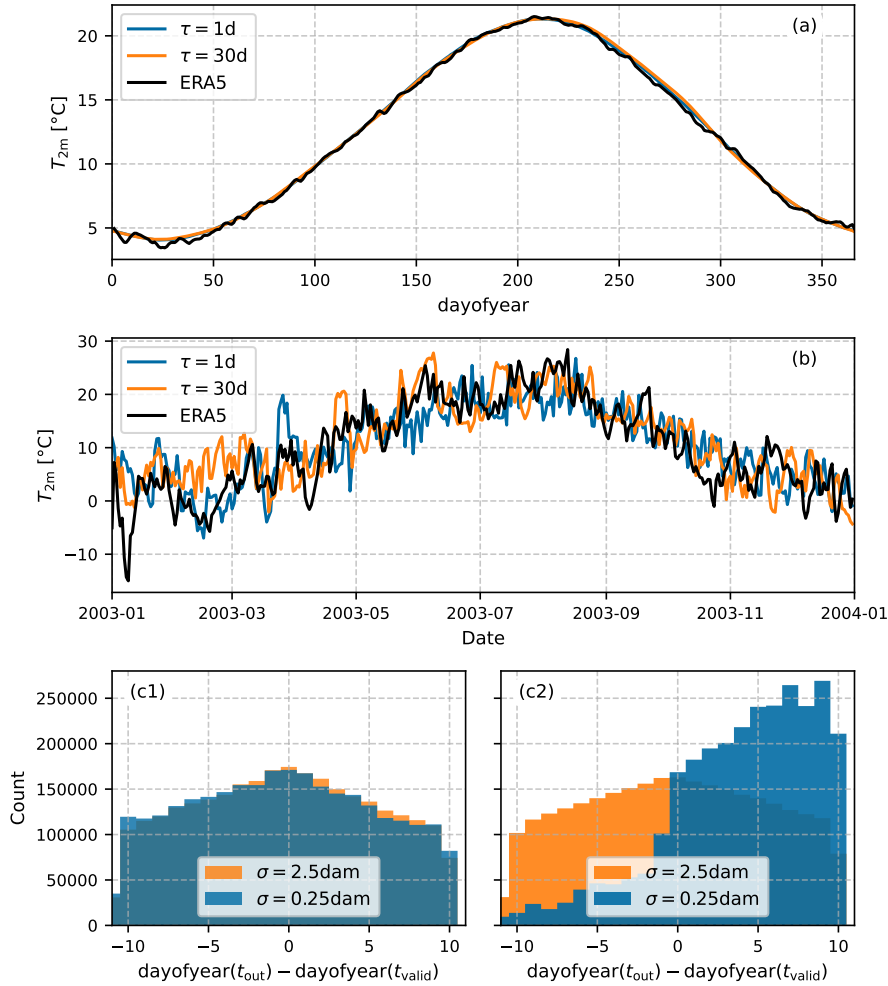 (a)
τ = 1d
τ = 30d
ERA5
T2m [°C]
20
15
10
5
0 50 100 150 200 250 300 350
dayofyear
(b)
τ = 1d
τ = 30d
ERA5
T2m [°C]
30
20
10
0
−10
2003-01 2003-03 2003-05 2003-07 2003-09 2003-11 2004-01
Date
(c1)
Count
250000
200000
150000
100000
50000
0
σ = 2.5dam
σ = 0.25dam
−10 −5 0 5 10
dayofyear(tout) − dayofyear(tvalid)
(c2)
σ = 2.5dam
σ = 0.25dam
−10 −5 0 5 10
dayofyear(tout) − dayofyear(tvalid)